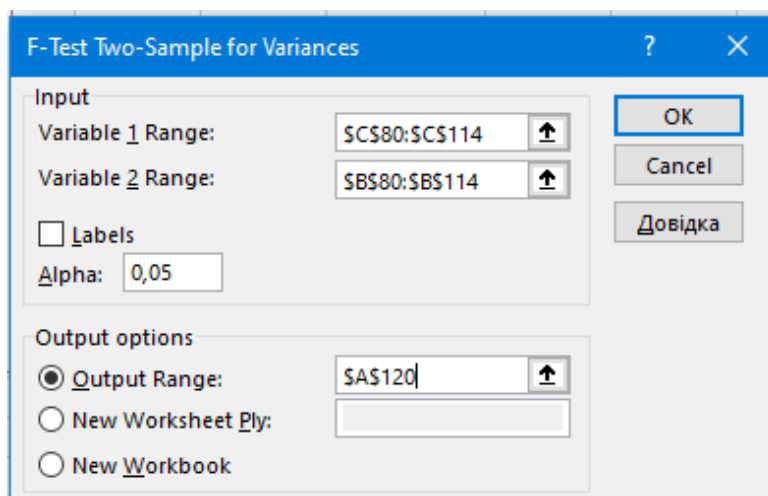 F-Test Two-Sample for Variances ? ×
Input
Variable 1 Range: $C$80:$C$114
Variable 2 Range: $B$80:$B$114
Labels
Alpha: 0,05
OK
Cancel
Довідка
Output options
Output Range: $A$120
New Worksheet Ply:
New Workbook